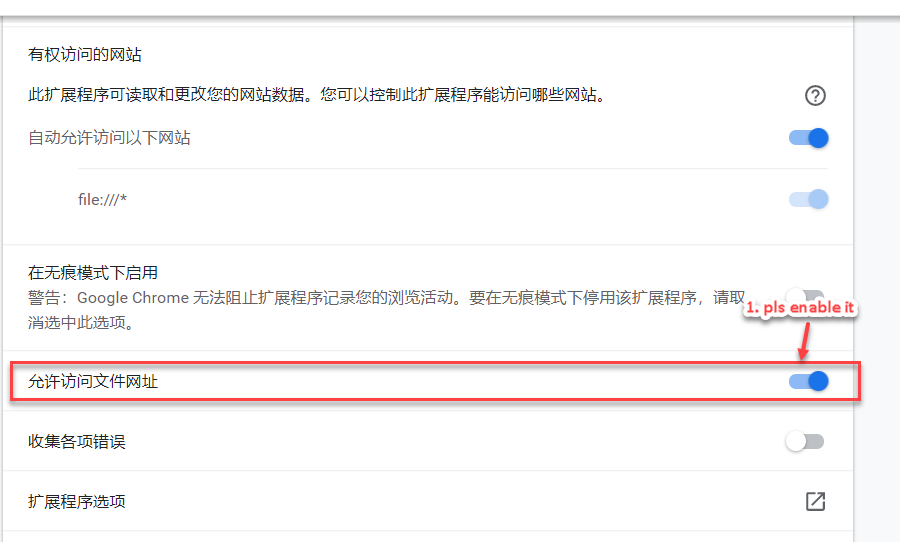 有权访问的网站
此扩展程序可读取和更改您的网站数据。您可以控制此扩展程序能访问哪些网站。
自动允许访问以下网站
file:///*
在无痕模式下启用
警告：Google Chrome 无法阻止扩展程序记录您的浏览活动。要在无痕模式下停用该扩展程序，请取
消选中此选项。
1. pls enable it
允许访问文件网址
收集各项错误
扩展程序选项